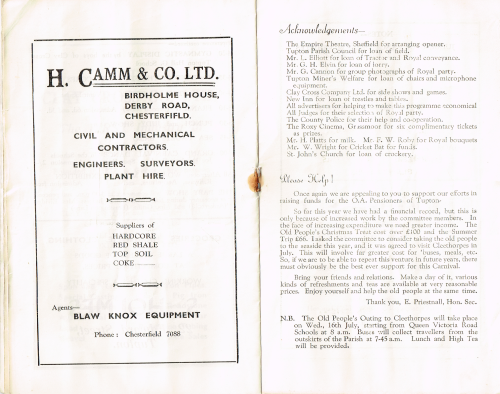 H. CAMM & CO. LTD.
BIRDHOLME HOUSE,
DERBY ROAD,
CHESTERFIELD.
CIVIL AND MECHANICAL
CONTRACTORS.
ENGINEERS. SURVEYORS.
PLANT HIRE.
Suppliers of
HARDCORE
RED SHALE
TOP SOIL
COKE
Agents—
BLAW KNOX EQUIPMENT
Phone : Chesterfield 7088
Acknowledgements—
The Empire Theatre, Sheffield for arranging opener.
Tupton Parish Council for loan of field.
Mr. L. Elliott for loan of Tractor and Royal conveyance.
Mr. G. H. Elvin for loan of lorry.
Mr. G. Cannon for group photographs of Royal party.
Tupton Miner's Welfare for loan of chairs and microphone
equipment.
Clay Cross Company Ltd. for side shows and games.
New Inn for loan of trestles and tables.
All advertisers for helping to make this programme economical
All Judges for their selection of Royal party.
The County Police for their help and co-operation.
The Roxy Cinema, Grassmoor for six complimentary tickets
as prizes.
Mr. H. Platts for milk. Mr. F. W. Roby for Royal bouquets
Mr. W. Wright for Cricket Bat for funds.
St. John's Church for loan of crockery.
Please Help!
Once again we are appealing to you to support our efforts in
raising funds for the O.A. Pensioners of Tupton.
So far this year we have had a financial record, but this is
only because of increased work by the committee members. In
the face of increasing expenditure we need greater income. The
Old People's Christmas Treat cost over £100 and the Summer
Trip £66. I asked the committee to consider taking the old people
to the seaside this year, and it was agreed to visit Cleethorpes in
July. This will involve far greater cost for 'buses, meals, etc.
So, if we are to be able to repeat this venture in future years, there
must obviously be the best ever support for this Carnival.
Bring your friends and relations. Make a day of it, various
kinds of refreshments and teas are available at very reasonable
prices. Enjoy yourself and help the old people at the same time.
Thank you, E. Priestnall, Hon. Sec.
N.B. The Old People's Outing to Cleethorpes will take place
on Wed., 16th July, starting from Queen Victoria Road
Schools at 8 a.m. Buses will collect travellers from the
outskirts of the Parish at 7-45 a.m. Lunch and High Tea
will be provided.